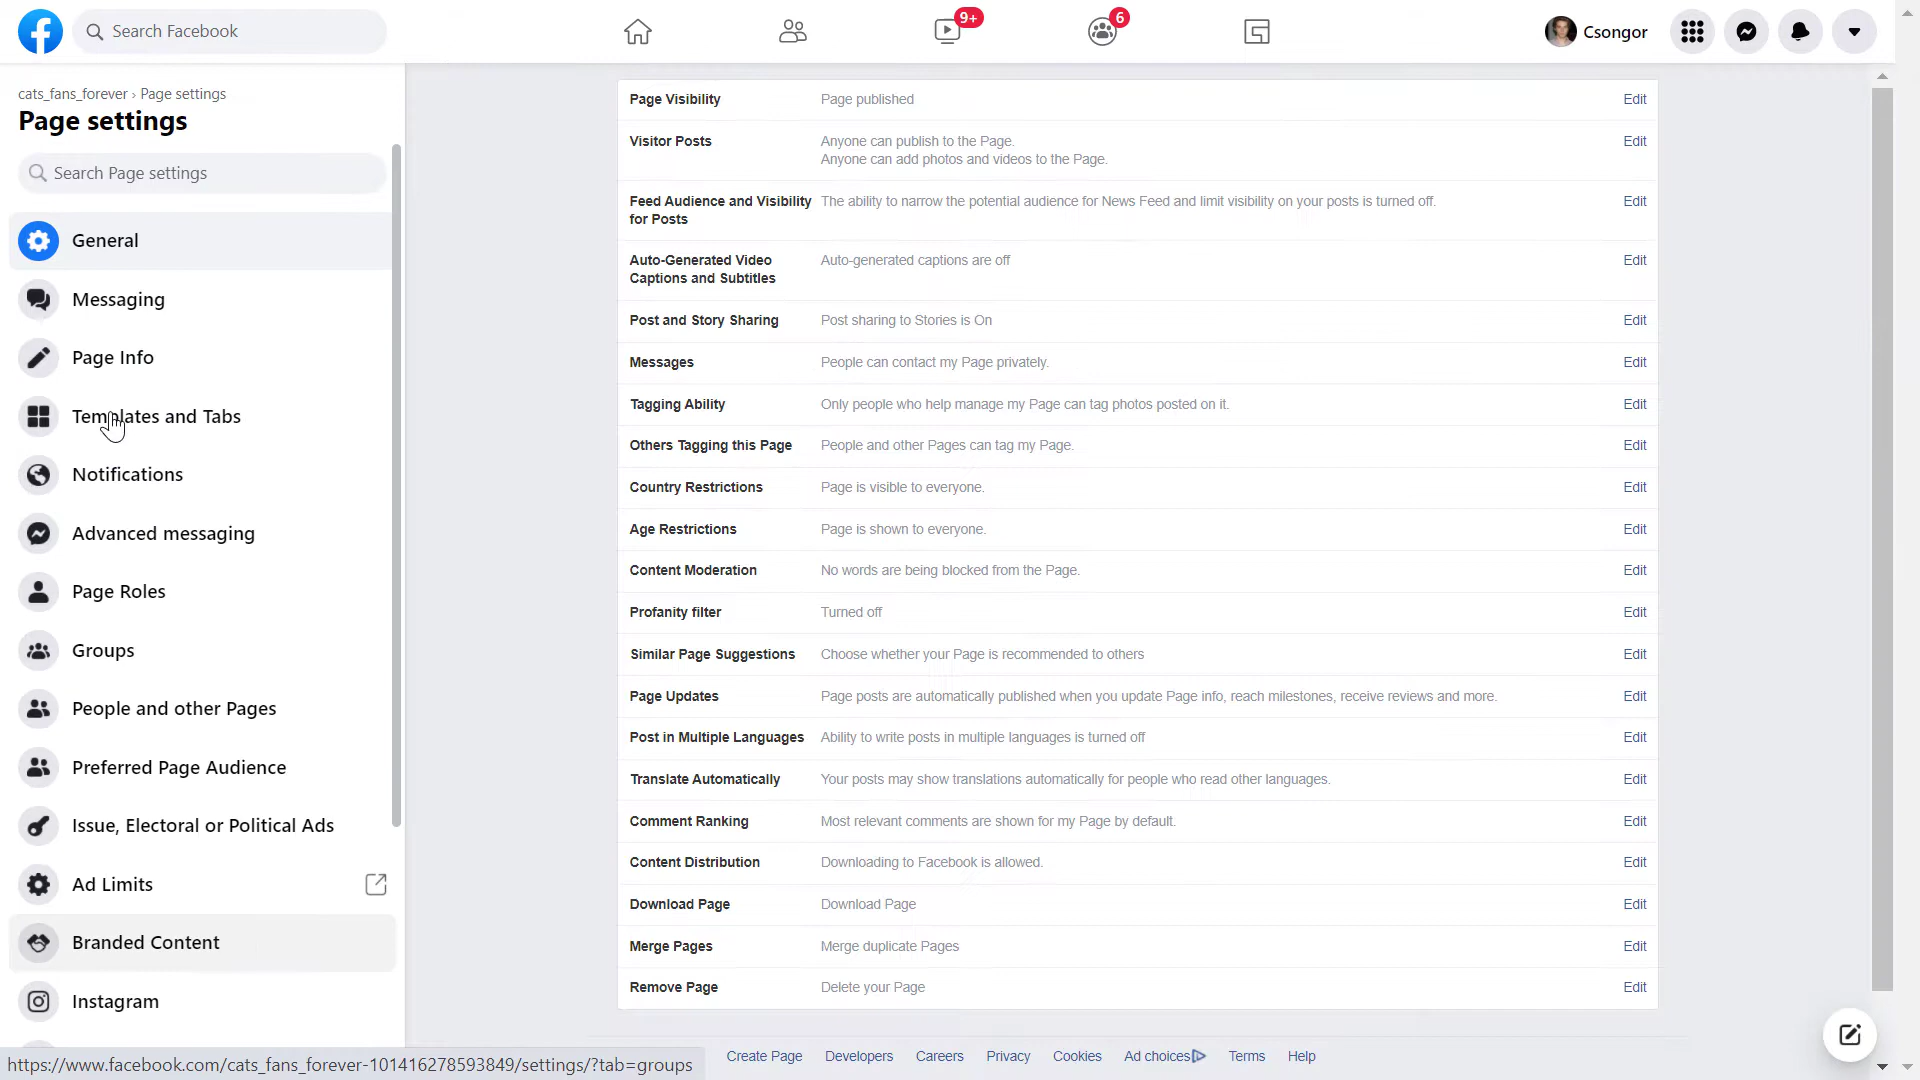 Search Facebook
9+
6
Csongor
cats_fans_forever › Page settings
Page settings
Search Page settings
General
Messaging
Page Info
Templates and Tabs
Notifications
Advanced messaging
Page Roles
Groups
People and other Pages
Preferred Page Audience
Issue, Electoral or Political Ads
Ad Limits
Branded Content
Instagram
Page Visibility Page published Edit
Visitor Posts Anyone can publish to the Page. Edit
Anyone can add photos and videos to the Page.
Feed Audience and Visibility The ability to narrow the potential audience for News Feed and limit visibility on your posts is turned off. Edit
for Posts
Auto-Generated Video Auto-generated captions are off Edit
Captions and Subtitles
Post and Story Sharing Post sharing to Stories is On Edit
Messages People can contact my Page privately. Edit
Tagging Ability Only people who help manage my Page can tag photos posted on it. Edit
Others Tagging this Page People and other Pages can tag my Page. Edit
Country Restrictions Page is visible to everyone. Edit
Age Restrictions Page is shown to everyone. Edit
Content Moderation No words are being blocked from the Page. Edit
Profanity filter Turned off Edit
Similar Page Suggestions Choose whether your Page is recommended to others Edit
Page Updates Page posts are automatically published when you update Page info, reach milestones, receive reviews and more. Edit
Post in Multiple Languages Ability to write posts in multiple languages is turned off Edit
Translate Automatically Your posts may show translations automatically for people who read other languages. Edit
Comment Ranking Most relevant comments are shown for my Page by default. Edit
Content Distribution Downloading to Facebook is allowed. Edit
Download Page Download Page Edit
Merge Pages Merge duplicate Pages Edit
Remove Page Delete your Page Edit
Create Page Developers Careers Privacy Cookies Ad choices Terms Help
https://www.facebook.com/cats_fans_forever-101416278593849/settings/?tab=groups